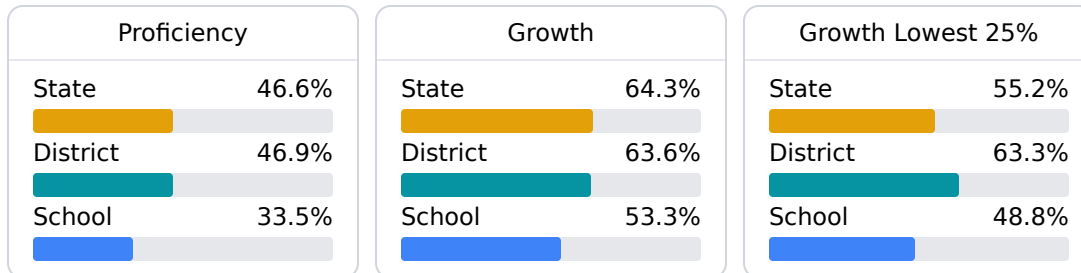 Proficiency
State 46.6%
District 46.9%
School 33.5%
Growth
State 64.3%
District 63.6%
School 53.3%
Growth Lowest 25%
State 55.2%
District 63.3%
School 48.8%